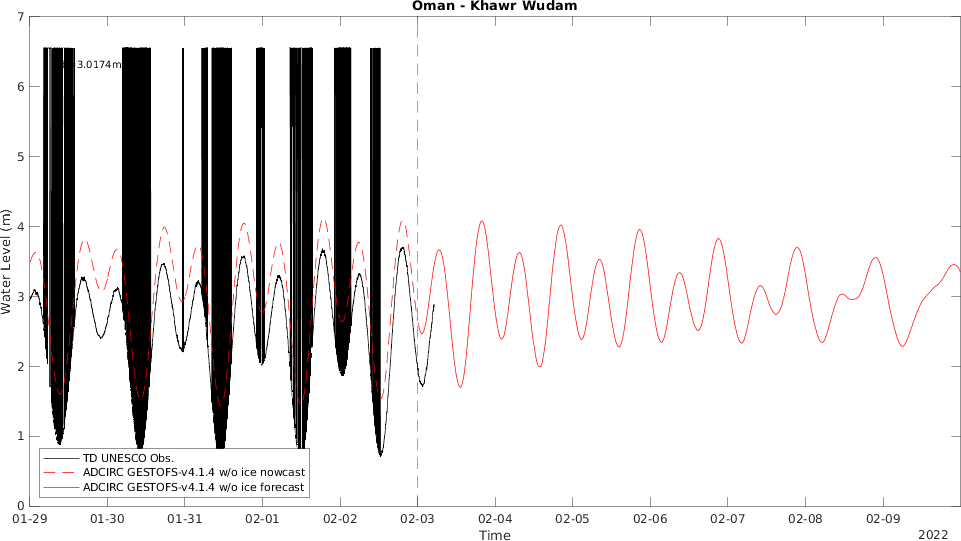 Oman - Khawr Wudam
7
6
5
4
3
2
1
0
Water Level (m)
3.0174m
TD UNESCO Obs.
ADCIRC GESTOFS-v4.1.4 w/o ice nowcast
ADCIRC GESTOFS-v4.1.4 w/o ice forecast
01-29 01-30 01-31 02-01 02-02 02-03 02-04 02-05 02-06 02-07 02-08 02-09
Time
2022